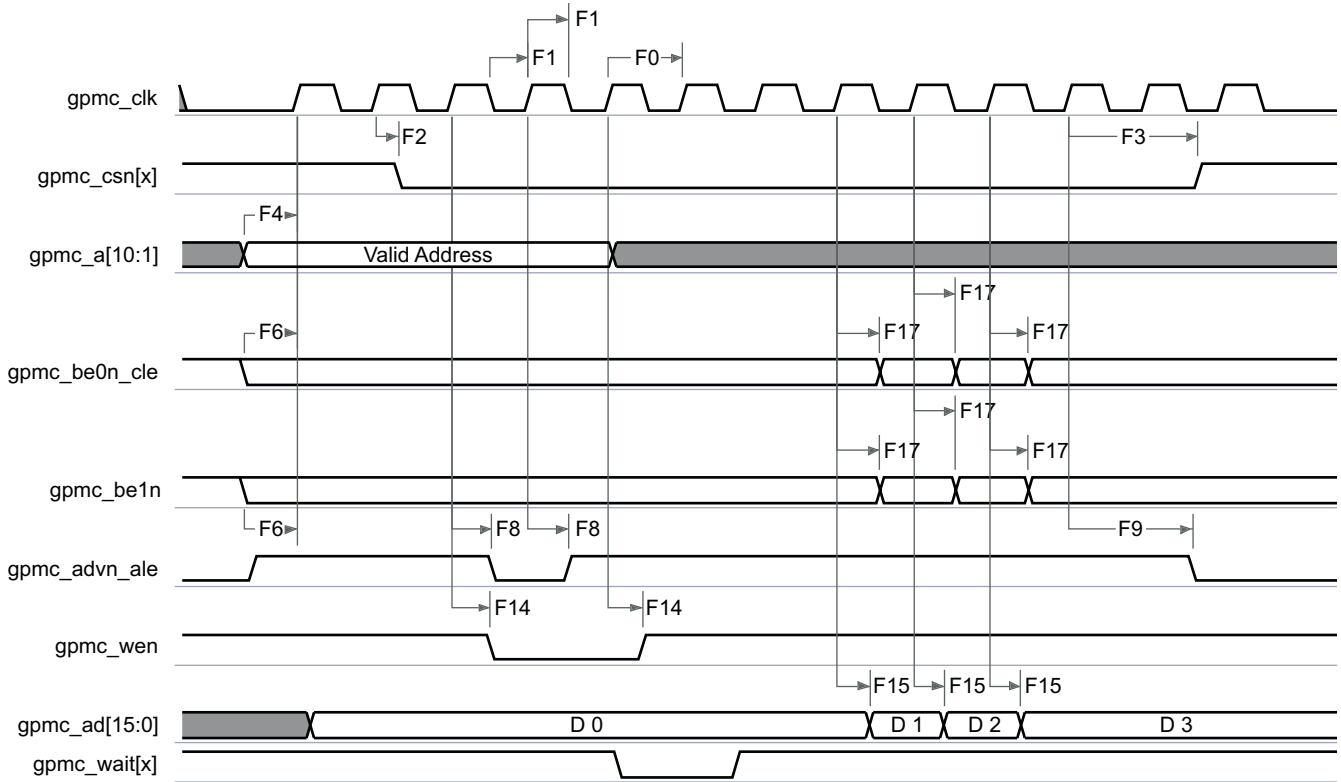 F1
F1
F0
gpmc_clk
F2
F3
gpmc_csn[x]
F4
gpmc_a[10:1]
Valid Address
F17
F6
F17
F17
gpmc_be0n_cle
F17
F17
F17
gpmc_be1n
F6
F8
F8
F9
gpmc_advn_ale
F14
F14
gpmc_wen
F15
F15
F15
gpmc_ad[15:0]
D 0
D 1
D 2
D 3
gpmc_wait[x]